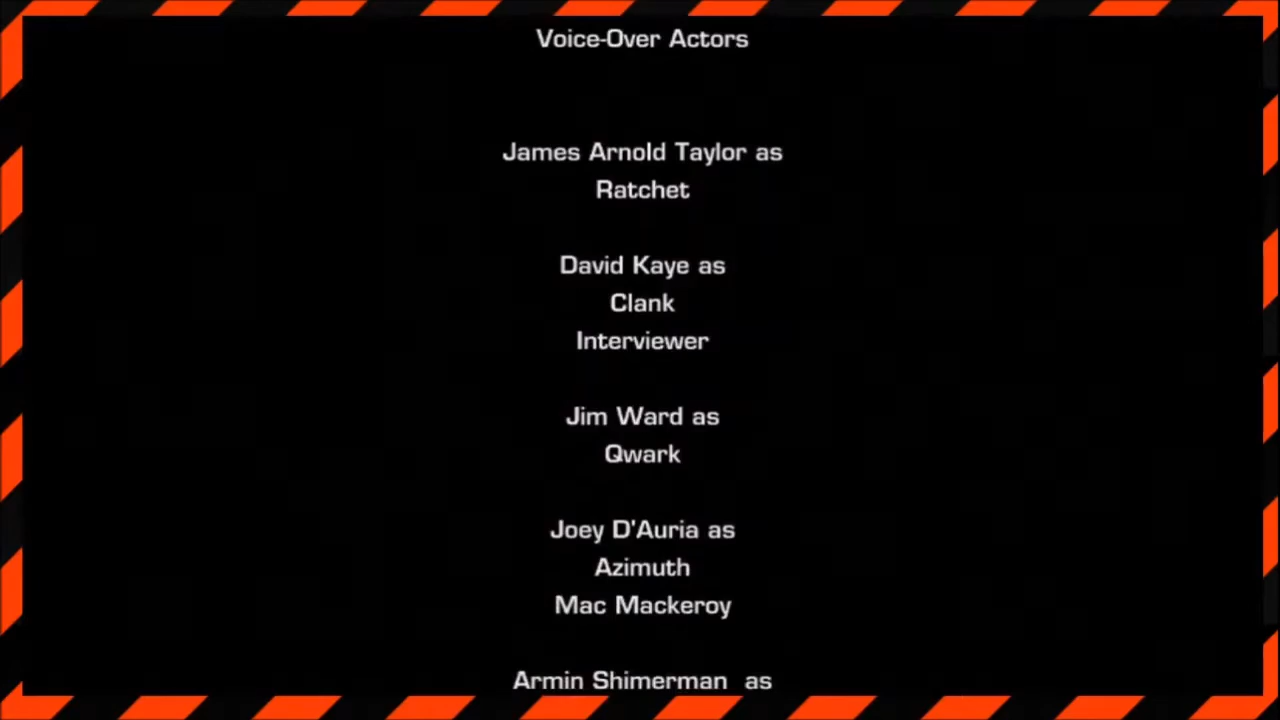 Voice-Over Actors
James Arnold Taylor as
Ratchet
David Kaye as
Clank
Interviewer
Jim Ward as
Qwark
Joey D'Auria as
Azimuth
Mac Mackeroy
Armin Shimerman as